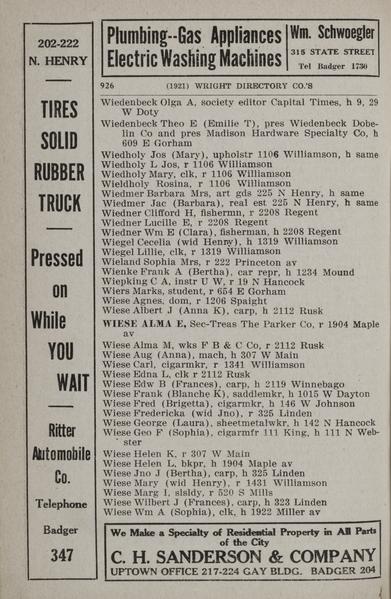 202-222
N. HENRY
TIRES
SOLID
RUBBER
TRUCK
Pressed
on
While
YOU
WAIT
Ritter
Automobile
Co.
Telephone
Badger
347
Plumbing--Gas Appliances
Electric Washing Machines
Wm. Schwoegler
315 STATE STREET
Tel Badger 1730
926 (1921) WRIGHT DIRECTORY CO.'S
Wiedenbeck Olga A, society editor Capital Times, h 9, 29
W Doty
Wiedenbeck Theo E (Emilie T), pres Wiedenbeck Dobe-
lin Co and pres Madison Hardware Specialty Co, h
609 E Gorham
Wiedholy Jos (Mary), upholstr 1106 Williamson, h same
Wiedholy L Jos, r 1106 Williamson
Wiedholy Mary, clk, r 1106 Williamson
Wieldholy Rosina, r 1106 Williamson
Wiedmer Barbara Mrs, art gds 225 N Henry, h same
Wiedmer Jac (Barbara), real est 225 N Henry, h same
Wiedner Clifford H, fishermn, r 2208 Regent
Wiedner Lucille E, r 2208 Regent
Wiedner Wm E (Clara), fisherman, h 2208 Regent
Wiegel Cecelia (wid Henry), h 1319 Williamson
Wiegel Lillie, clk, r 1319 Williamson
Wieland Sophia Mrs, r 222 Princeton av
Wienke Frank A (Bertha), car repr, h 1234 Mound
Wiepking C A, instr U W, r 19 N Hancock
Wiers Marks, student, r 654 E Gorham
Wiese Agnes, dom, r 1206 Spaight
Wiese Albert J (Anna K), carp, h 2112 Rusk
WIESE ALMA E, Sec-Treas The Parker Co, r 1904 Maple
av
Wiese Alma M, wks F B & C Co, r 2112 Rusk
Wiese Aug (Anna), mach, h 307 W Main
Wiese Carl, cigarmkr, r 1341 Williamson
Wiese Edna L, clk r 2112 Rusk
Wiese Edw B (Frances), carp, h 2119 Winnebago
Wiese Frank (Blanche K), saddlemkr, h 1015 W Dayton
Wiese Fred (Brigetta), cigarmkr, h 146 W Johnson
Wiese Fredericka (wid Jno), r 325 Linden
Wiese George (Laura), sheetmetalwkr, h 142 N Hancock
Wiese Geo F (Sophia), cigarmfr 111 King, h 111 N Web-
ster
Wiese Helen K, r 307 W Main
Wiese Helen L, bkpr, h 1904 Maple av
Wiese Jno J (Bertha), carp, h 325 Linden
Wiese Mary (wid Henry), r 1431 Williamson
Wiese Marg I, slsldy, r 520 S Mills
Wiese Wilbert J (Frances), carp, h 323 Linden
Wiese Wm A (Sophia), clk, h 1922 Miller av
We Make a Specialty of Residential Property in All Parts
of the City
C. H. SANDERSON & COMPANY
UPTOWN OFFICE 217-224 GAY BLDG. BADGER 204